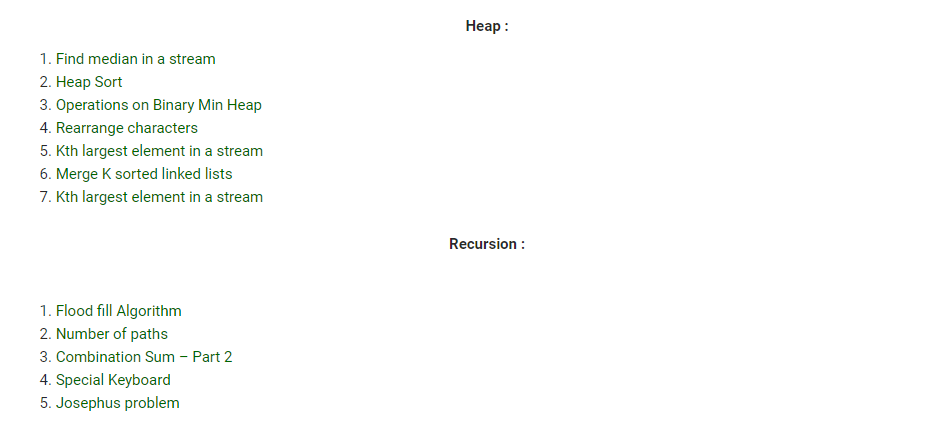 Heap :
1. Find median in a stream
2. Heap Sort
3. Operations on Binary Min Heap
4. Rearrange characters
5. Kth largest element in a stream
6. Merge K sorted linked lists
7. Kth largest element in a stream
Recursion :
1. Flood fill Algorithm
2. Number of paths
3. Combination Sum – Part 2
4. Special Keyboard
5. Josephus problem